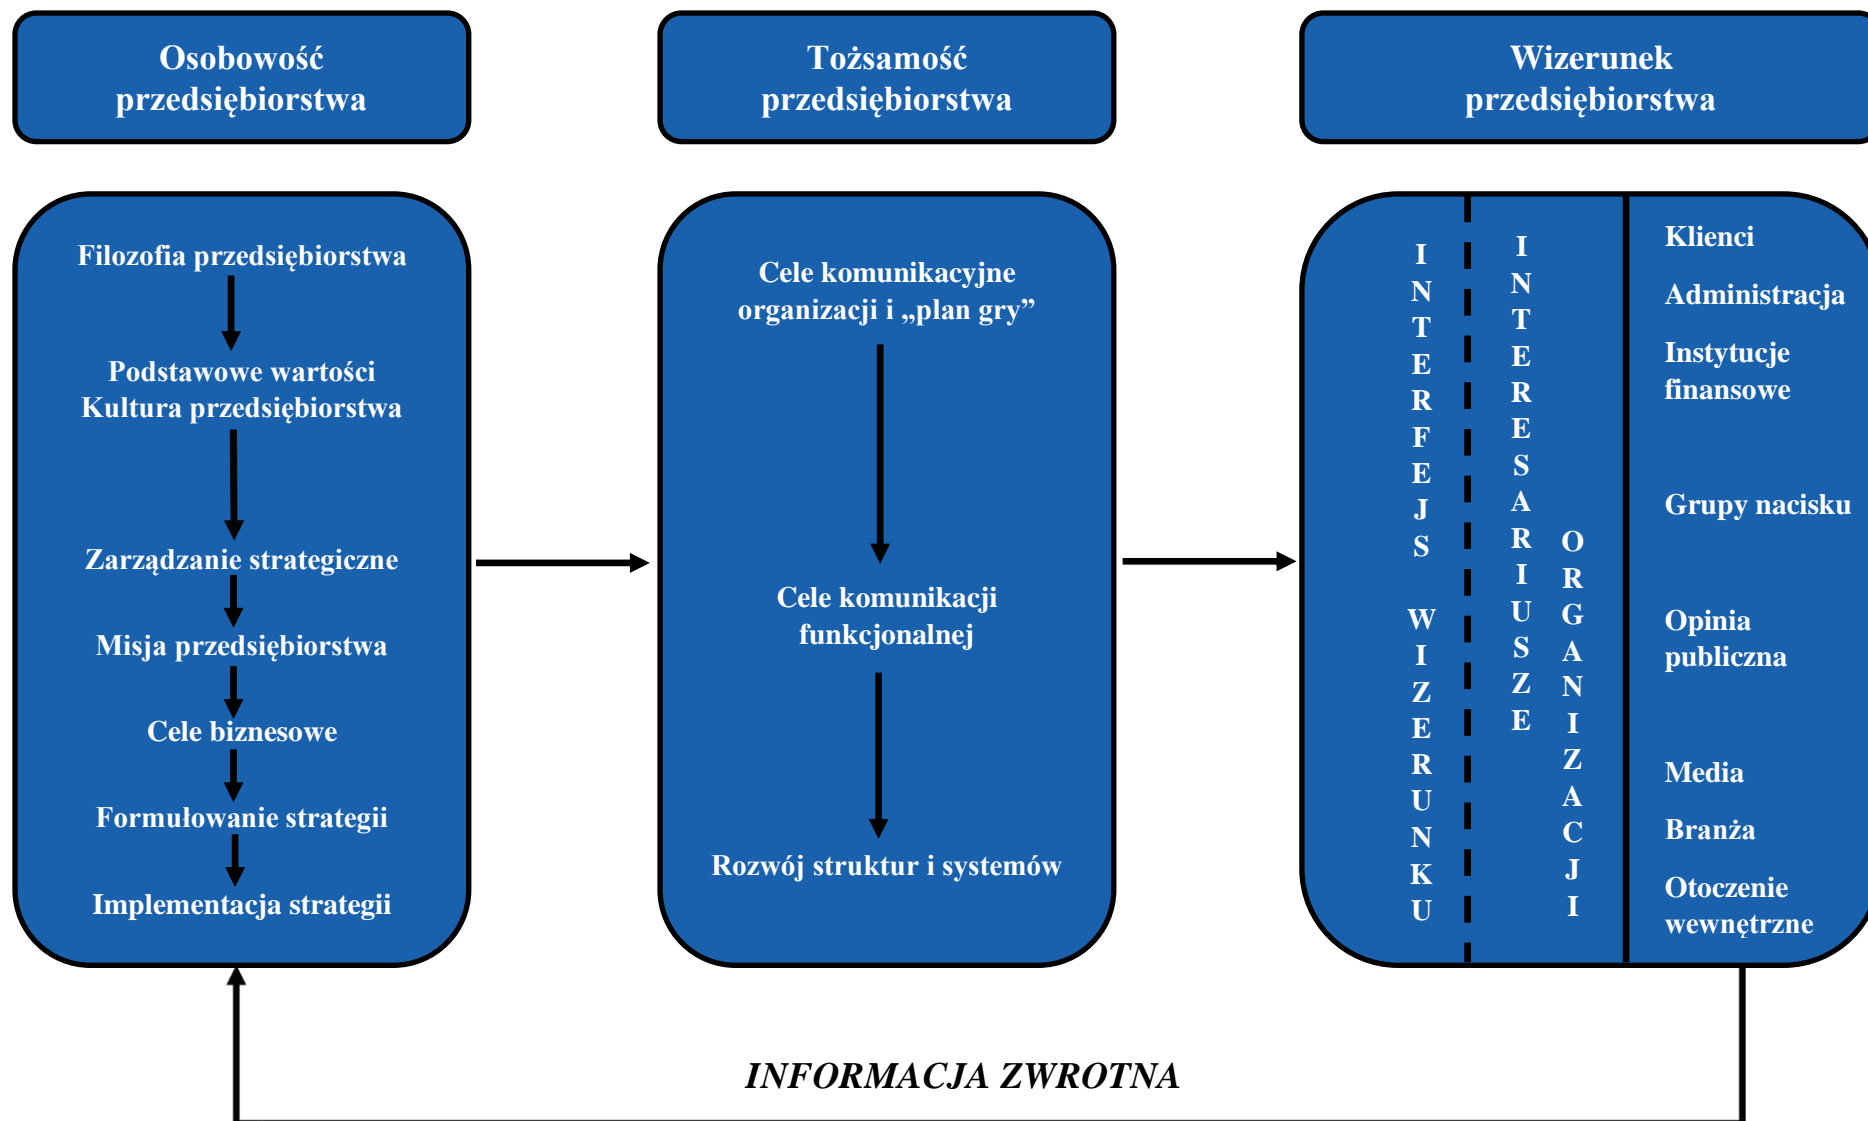 Osobowość
przedsiębiorstwa
Tożsamość
przedsiębiorstwa
Wizerunek
przedsiębiorstwa
Filozofia przedsiębiorstwa
Podstawowe wartości
Kultura przedsiębiorstwa
Zarządzanie strategiczne
Misja przedsiębiorstwa
Cele biznesowe
Formułowanie strategii
Implementacja strategii
Cele komunikacyjne
organizacji i „plan gry”
Cele komunikacji
funkcjonalnej
Rozwój struktur i systemów
INTERFEJS WIZERUNKU
INTERESARIUSZE
ORGANIZACJI
Klienci
Administracja
Instytucje
finansowe
Grupy nacisku
Opinia
publiczna
Media
Branża
Otoczenie
wewnętrzne
INFORMACJA ZWROTNA